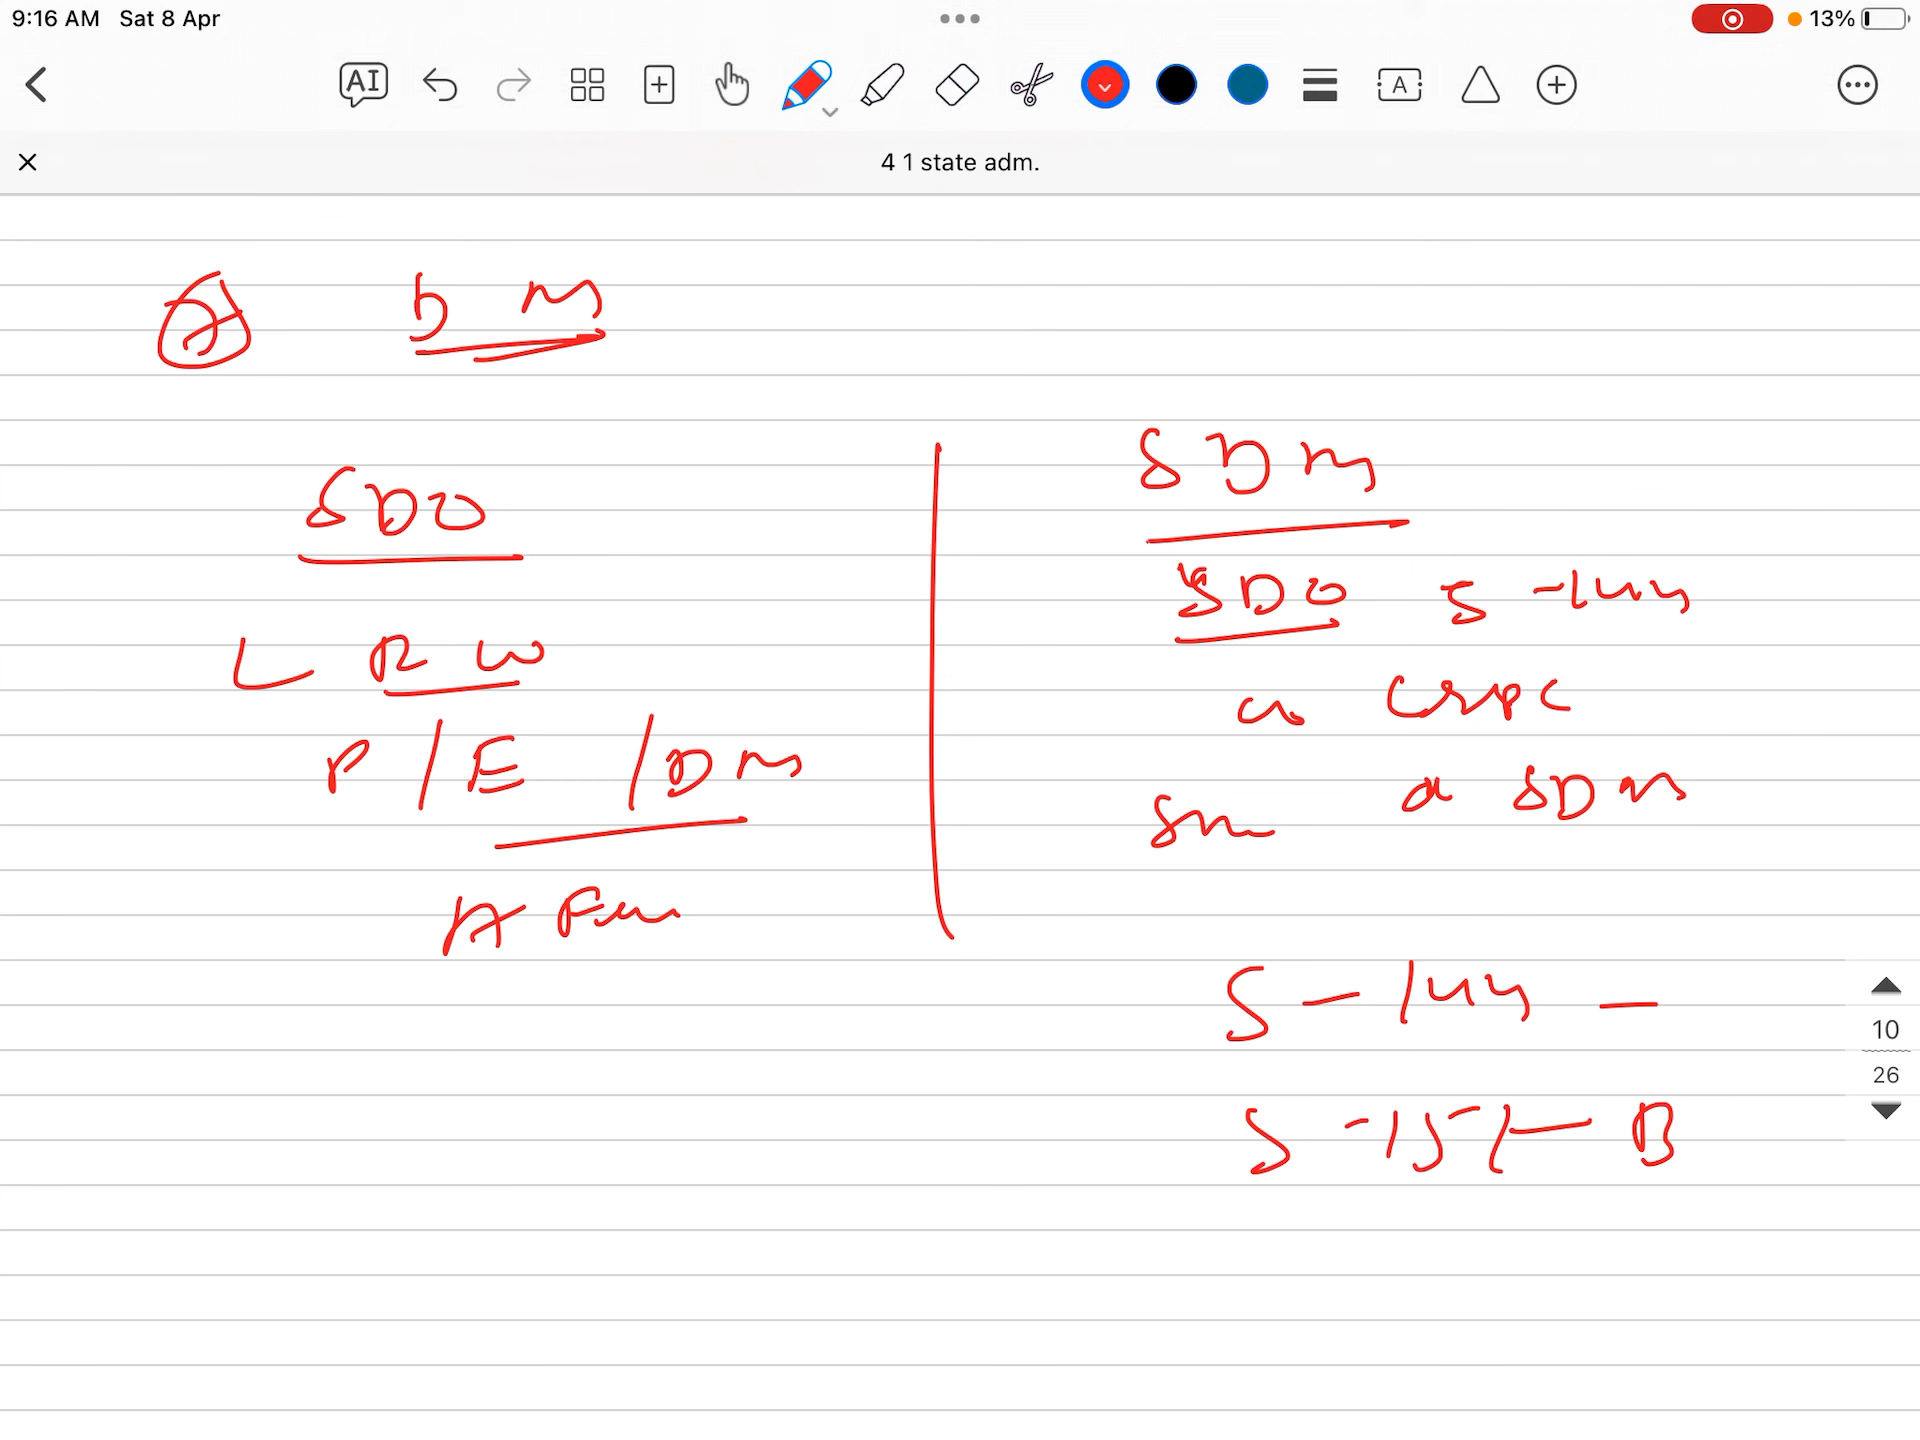 9:16 AM Sat 8 Apr
13%
AI
A
4 1 state adm.
D M
SDO
L R W
P / E / DM
A Fun
SDM
SDO S-144
CrPC
SDM
S - 144 -
S - 151 - B
10
26